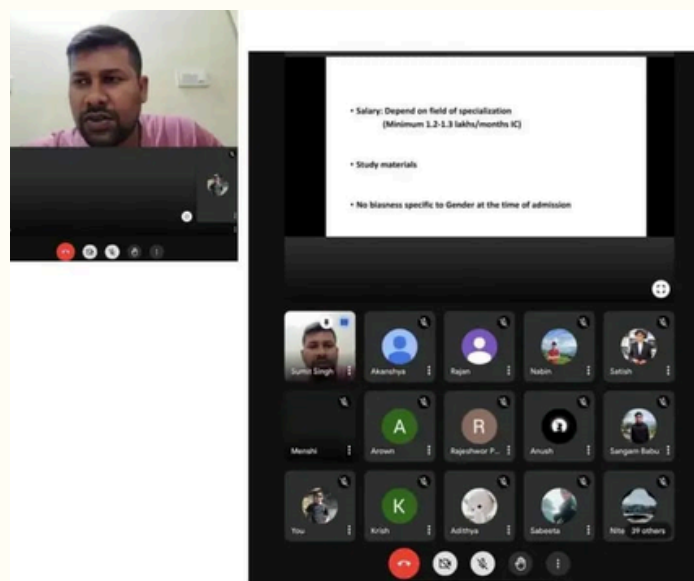 • Salary: Depend on field of specialization
(Minimum 1.2-1.3 lakhs/months IC)
• Study materials
• No biasness specific to Gender at the time of admission
Sumit Singh
Akanshya
Rajan
Nabin
Satish
Menshi
A
Arown
R
Rajeshwor P...
Anush
Sangam Babu
You
K
Krish
Adithya
Sabeeta
Nita
39 others